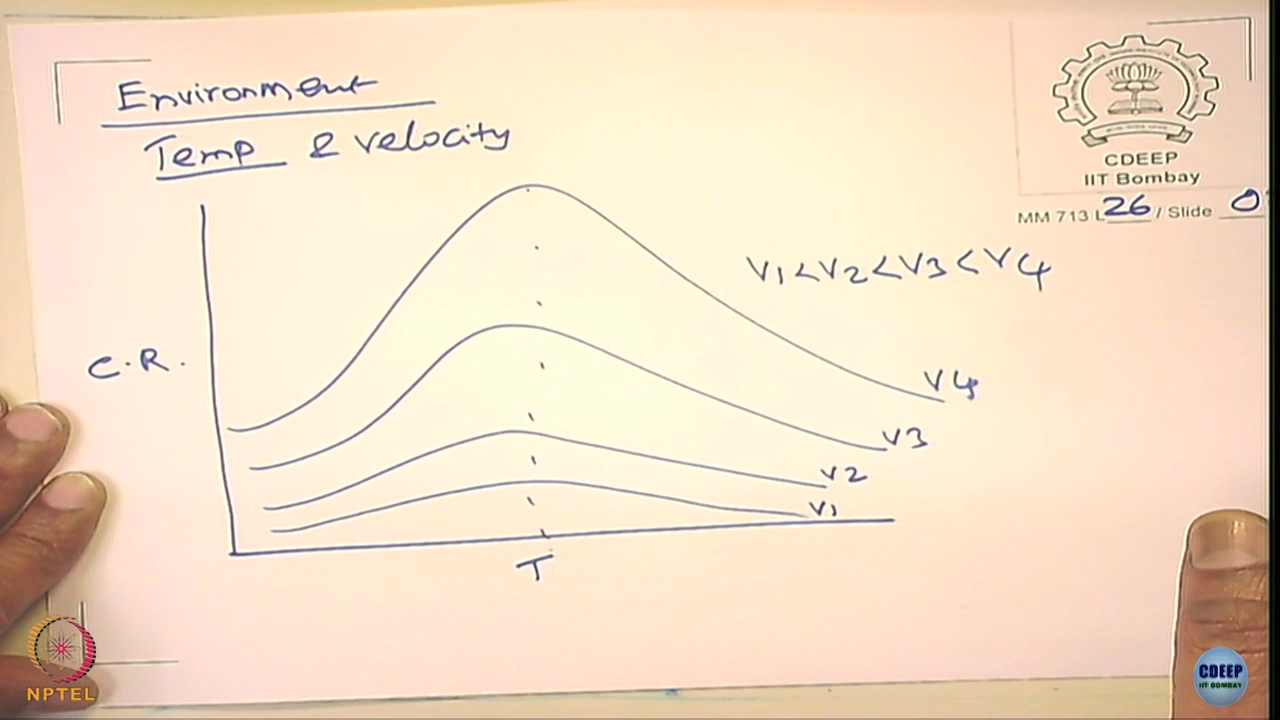 Environment
Temp & velocity
CDEEP
IIT Bombay
MM 713 L 26 / Slide 0
V1 < V2 < V3 < V4
C.R.
V4
V3
V2
V1
T
NPTEL
CDEEP
IIT BOMBAY